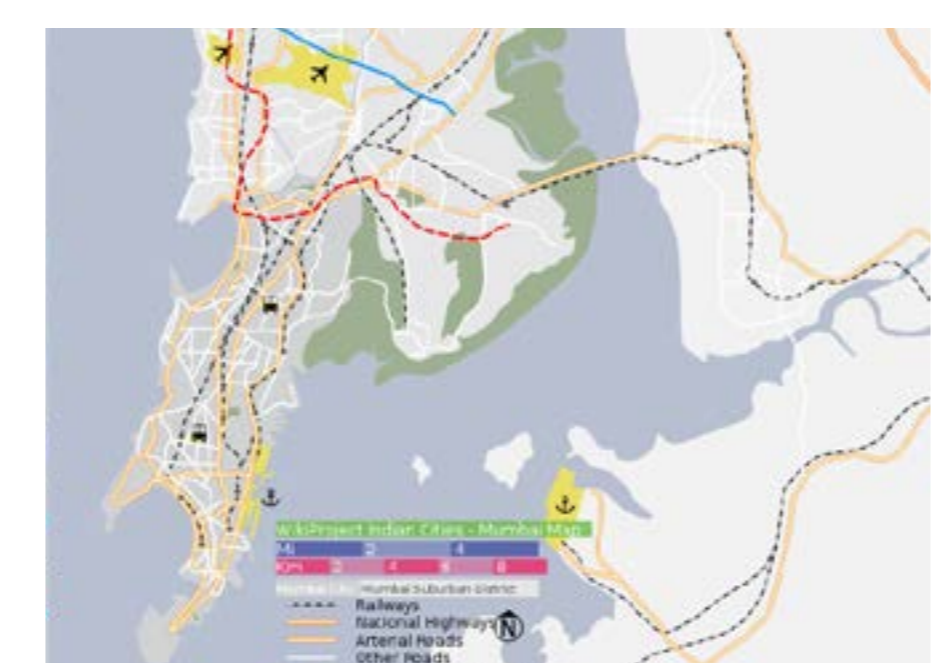 WikiProject Indian Cities - Mumbai Map
Mi 2 4
Km 2 4 6 8
Mumbai Suburban District
Railways
National Highways N
Arterial Roads
Other Roads